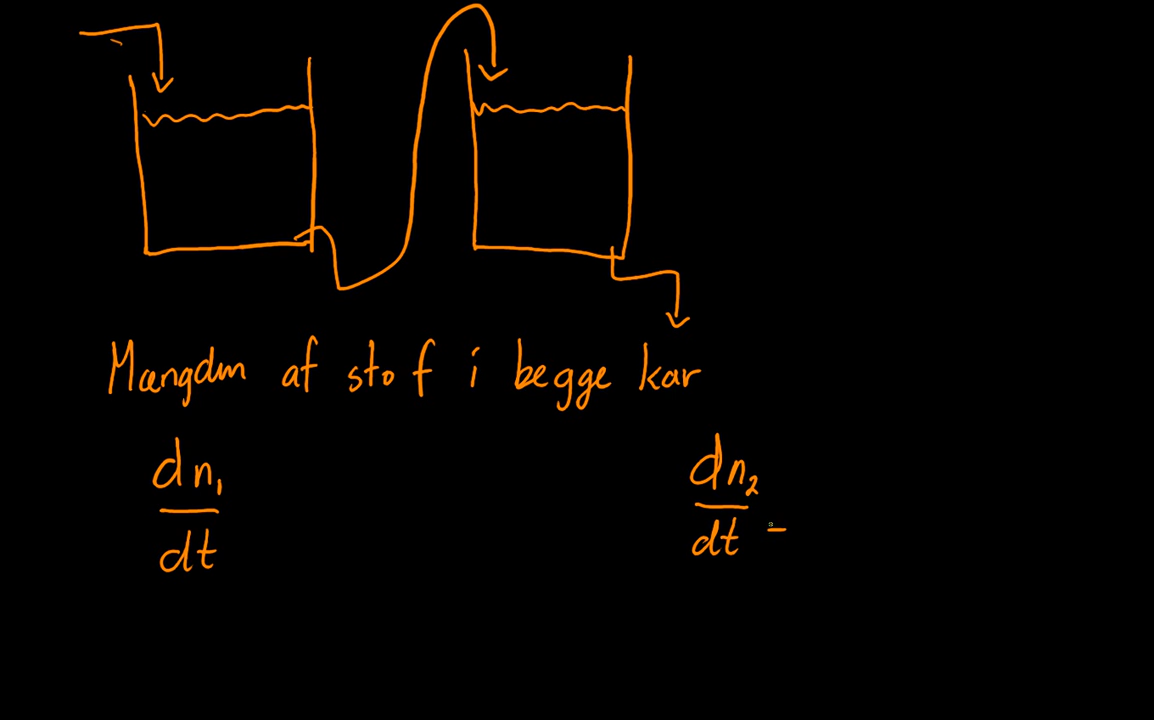 Mængden af stof i begge kar
dn₁/dt dn₂/dt =